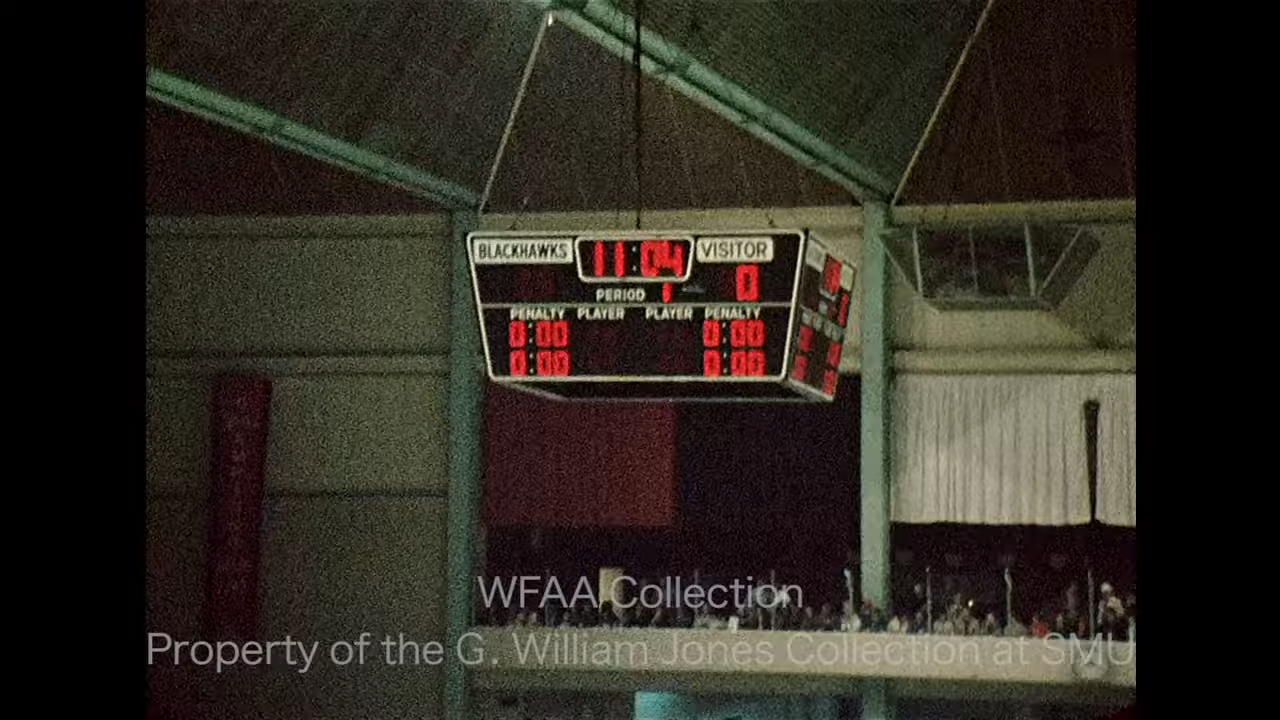 BLACKHAWKS 11:04 VISITOR
PERIOD 1 0
PENALTY PLAYER PLAYER PENALTY
0:00 0:00
0:00 0:00
WFAA Collection
Property of the G. William Jones Collection at SMU